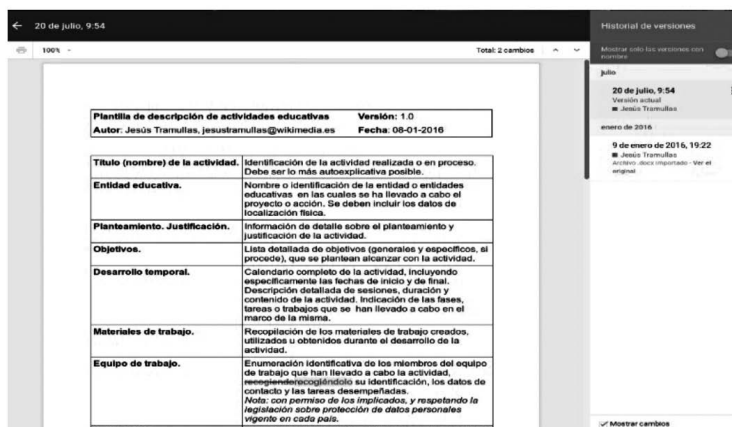 20 de julio, 9:54
Historial de versiones
100%
Total: 2 cambios
Mostrar solo las versiones con
nombre
julio
20 de julio, 9:54
Versión actual
Jesús Tramullas
enero de 2016
9 de enero de 2016, 19:22
Jesús Tramullas
Archivo .docx importado - Ver el
original
Plantilla de descripción de actividades educativas Versión: 1.0
Autor: Jesús Tramullas, jesustramullas@wikimedia.es Fecha: 08-01-2016
Título (nombre) de la actividad. Identificación de la actividad realizada o en proceso.
Debe ser lo más autoexplicativa posible.
Entidad educativa. Nombre o identificación de la entidad o entidades
educativas en las cuales se ha llevado a cabo el
proyecto o acción. Se deben incluir los datos de
localización física.
Planteamiento. Justificación. Información de detalle sobre el planteamiento y
justificación de la actividad.
Objetivos. Lista detallada de objetivos (generales y específicos, si
procede), que se plantean alcanzar con la actividad.
Desarrollo temporal. Calendario completo de la actividad, incluyendo
específicamente las fechas de inicio y de final.
Descripción detallada de sesiones, duración y
contenido de la actividad. Indicación de las fases,
tareas o trabajos que se han llevado a cabo en el
marco de la misma.
Materiales de trabajo. Recopilación de los materiales de trabajo creados,
utilizados u obtenidos durante el desarrollo de la
actividad.
Equipo de trabajo. Enumeración identificativa de los miembros del equipo
de trabajo que han llevado a cabo la actividad,
recogiendorecogiéndolo su identificación, los datos de
contacto y las tareas desempeñadas.
Nota: con permiso de los implicados, y respetando la
legislación sobre protección de datos personales
vigente en cada país.
Mostrar cambios